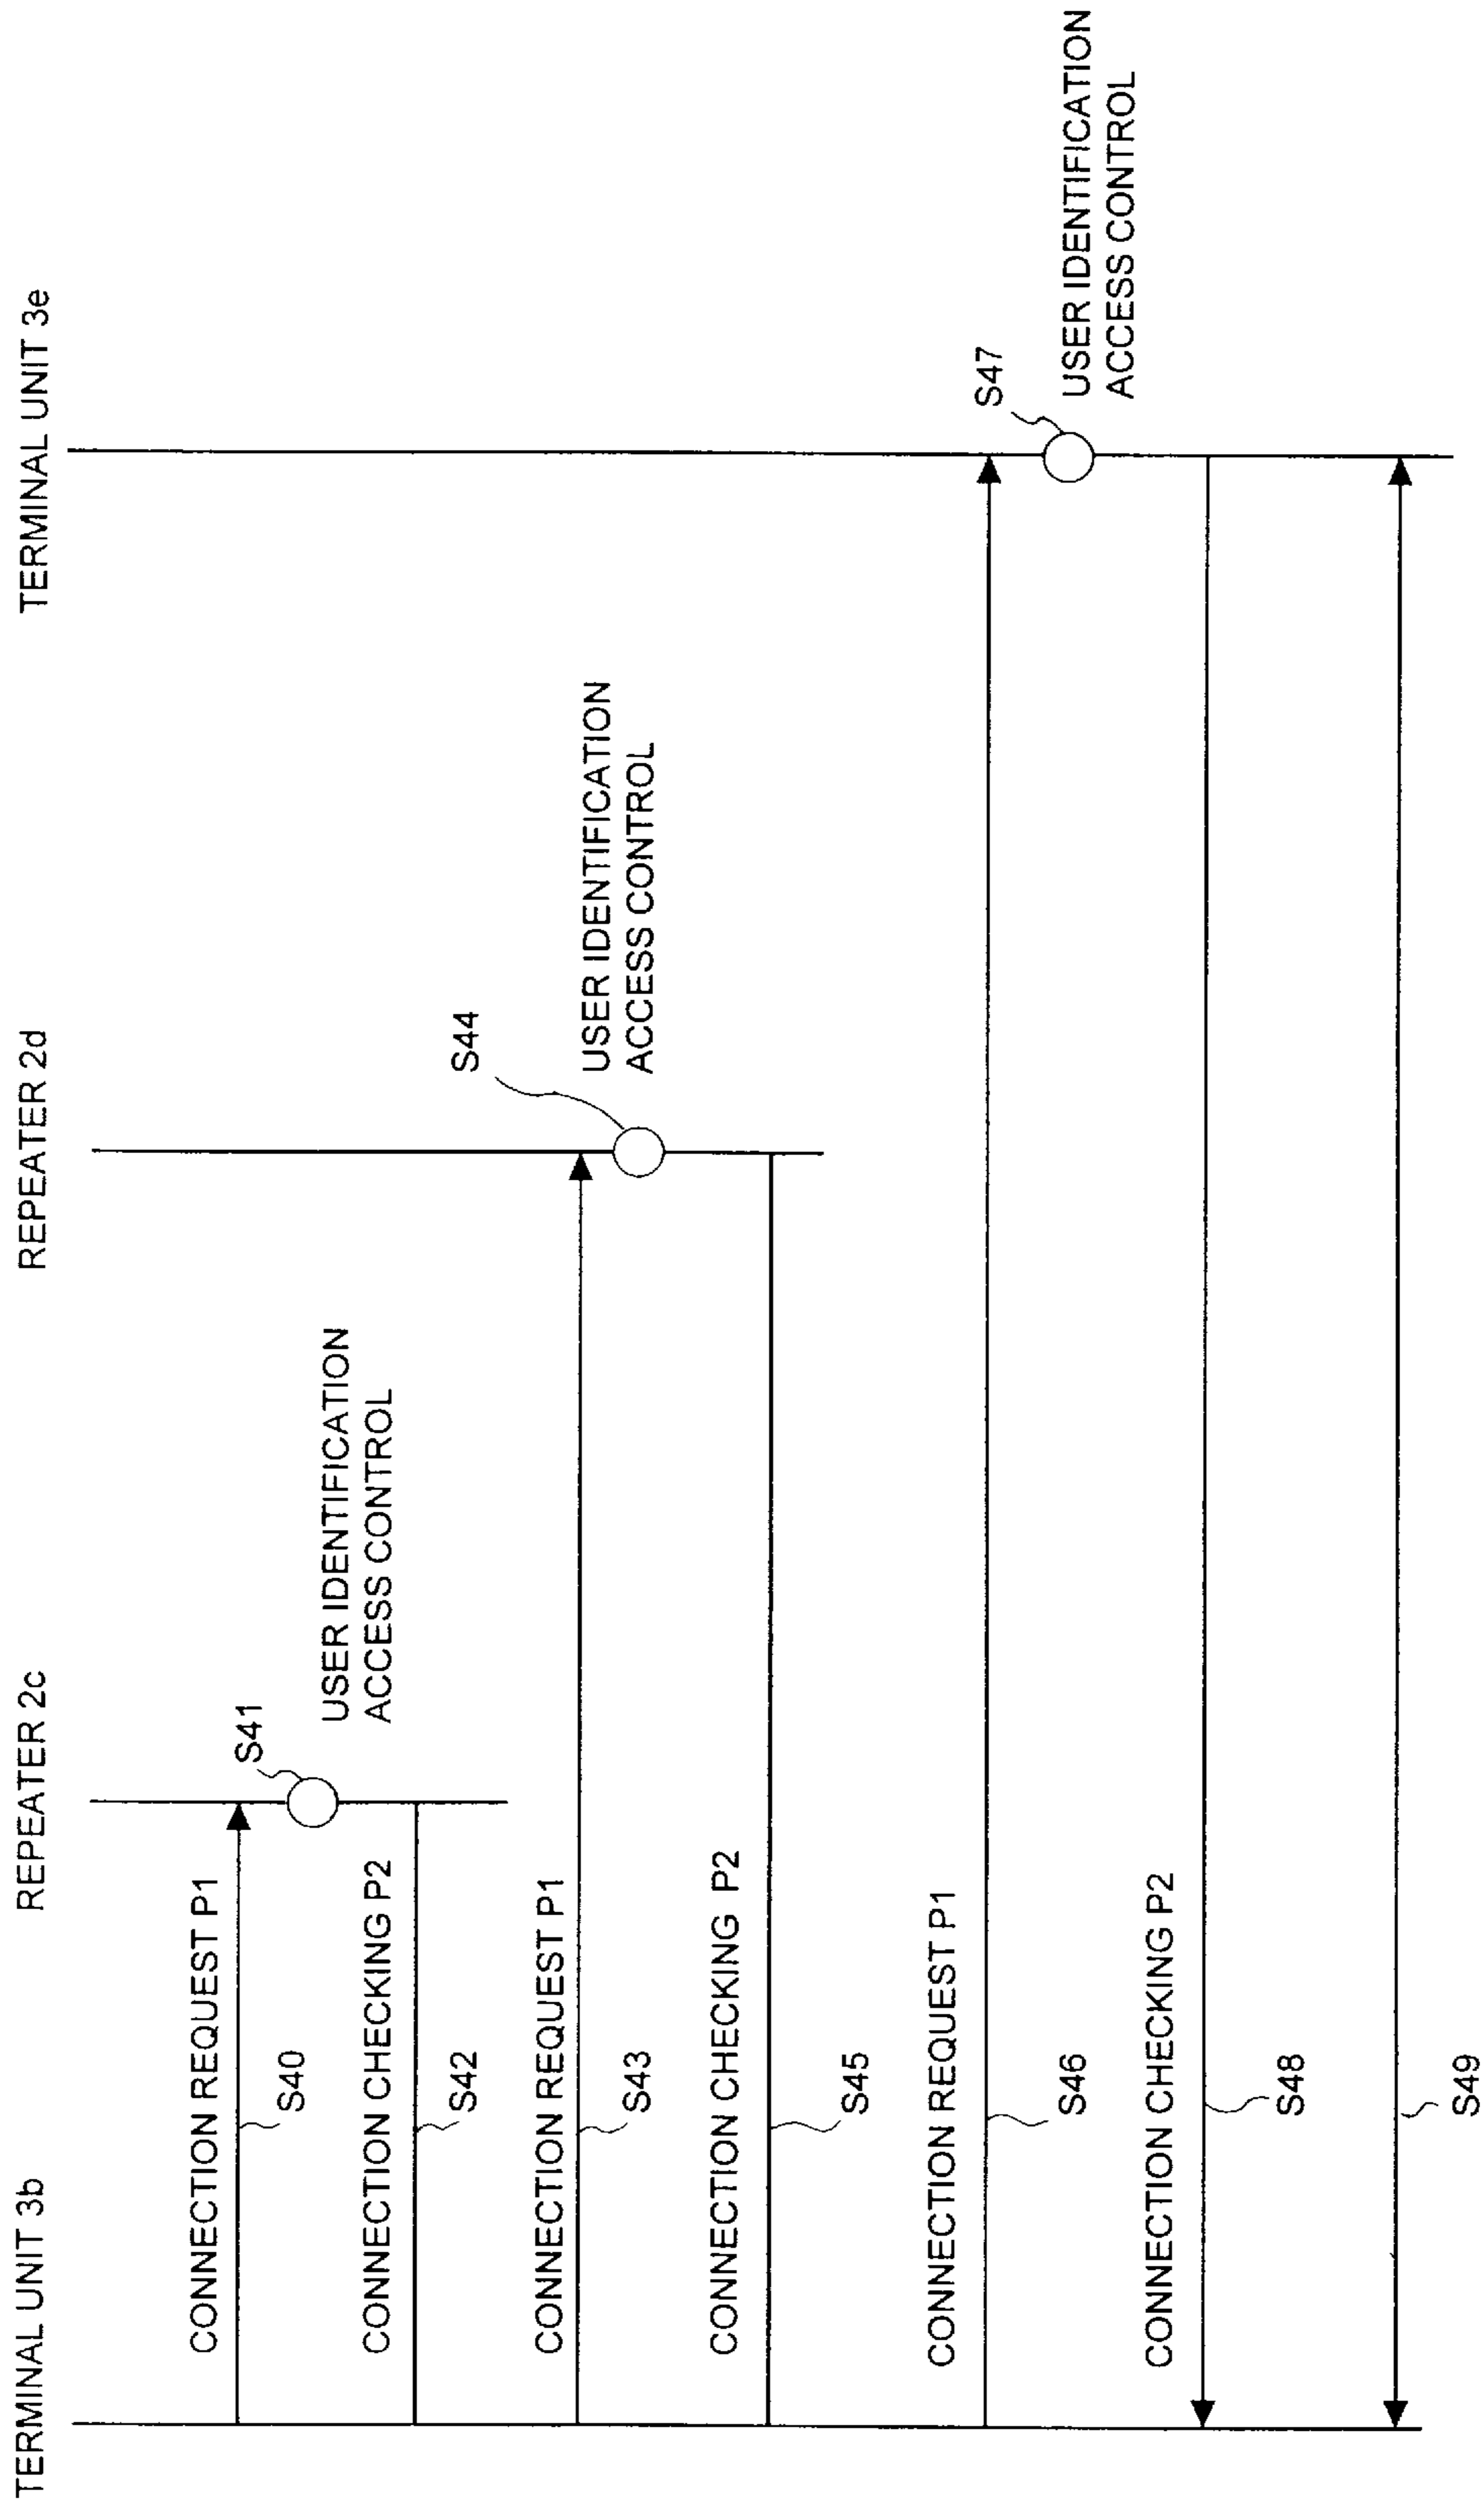 TERMINAL UNIT 3b
REPEATER 2c
REPEATER 2d
TERMINAL UNIT 3e
CONNECTION REQUEST P1
S40
S41
USER IDENTIFICATION
ACCESS CONTROL
CONNECTION CHECKING P2
S42
CONNECTION REQUEST P1
S43
S44
USER IDENTIFICATION
ACCESS CONTROL
CONNECTION CHECKING P2
S45
CONNECTION REQUEST P1
S46
S47
USER IDENTIFICATION
ACCESS CONTROL
CONNECTION CHECKING P2
S48
S49